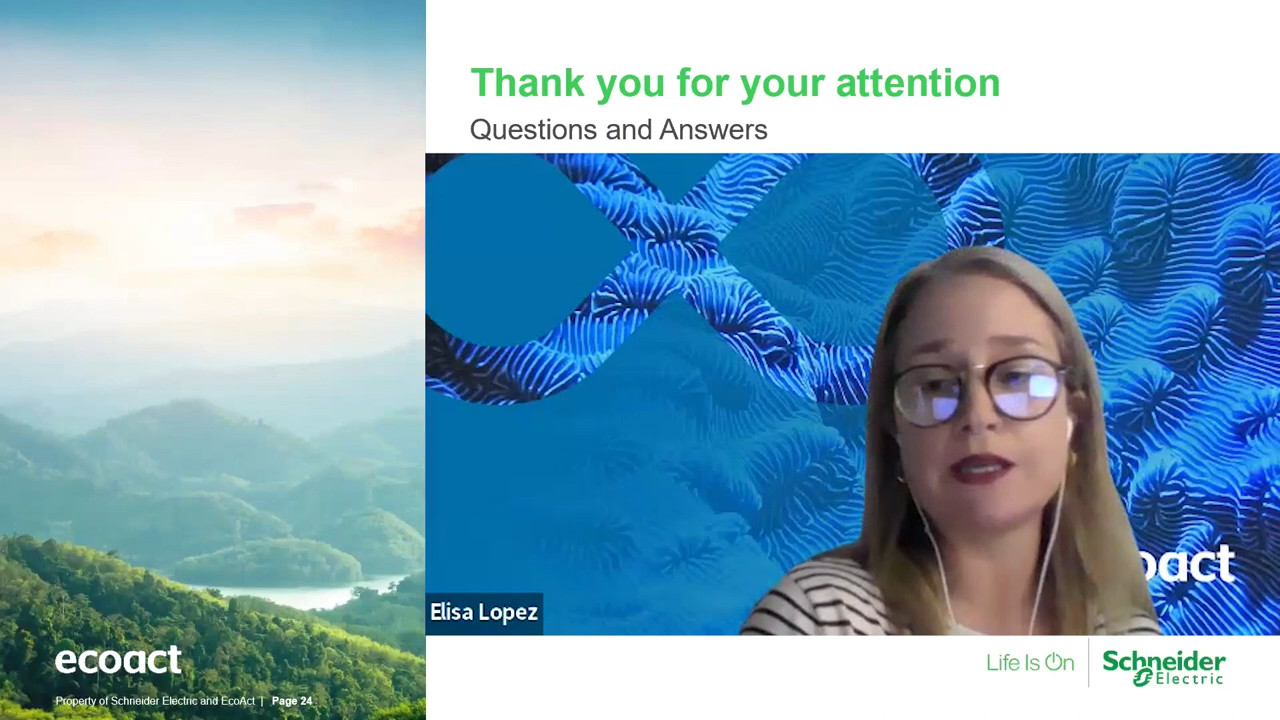 Thank you for your attention
Questions and Answers
oact
Elisa Lopez
ecoact
Property of Schneider Electric and EcoAct | Page 24
Life Is On
Schneider
Electric